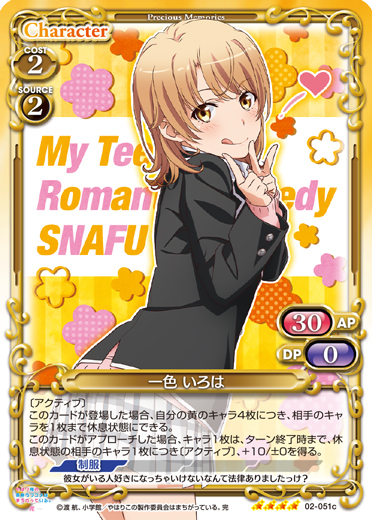 Precious Memories
Character
COST
2
SOURCE
2
My Tee
Roman edy
SNAFU
30 AP
DP 0
一色 いろは
［アクティブ］
このカードが登場した場合、自分の黄のキャラ4枚につき、相手のキャ
ラを1枚まで休息状態にできる。
このカードがアプローチした場合、キャラ1枚は、ターン終了時まで、休
息状態の相手のキャラ1枚につき〔アクティブ〕、+10/±0を得る。
制服
彼女がいる人好きになっちゃいけないなんて法律ありましたっけ？
©渡 航、小学館／やはりこの製作委員会はまちがっている。完
02-051c